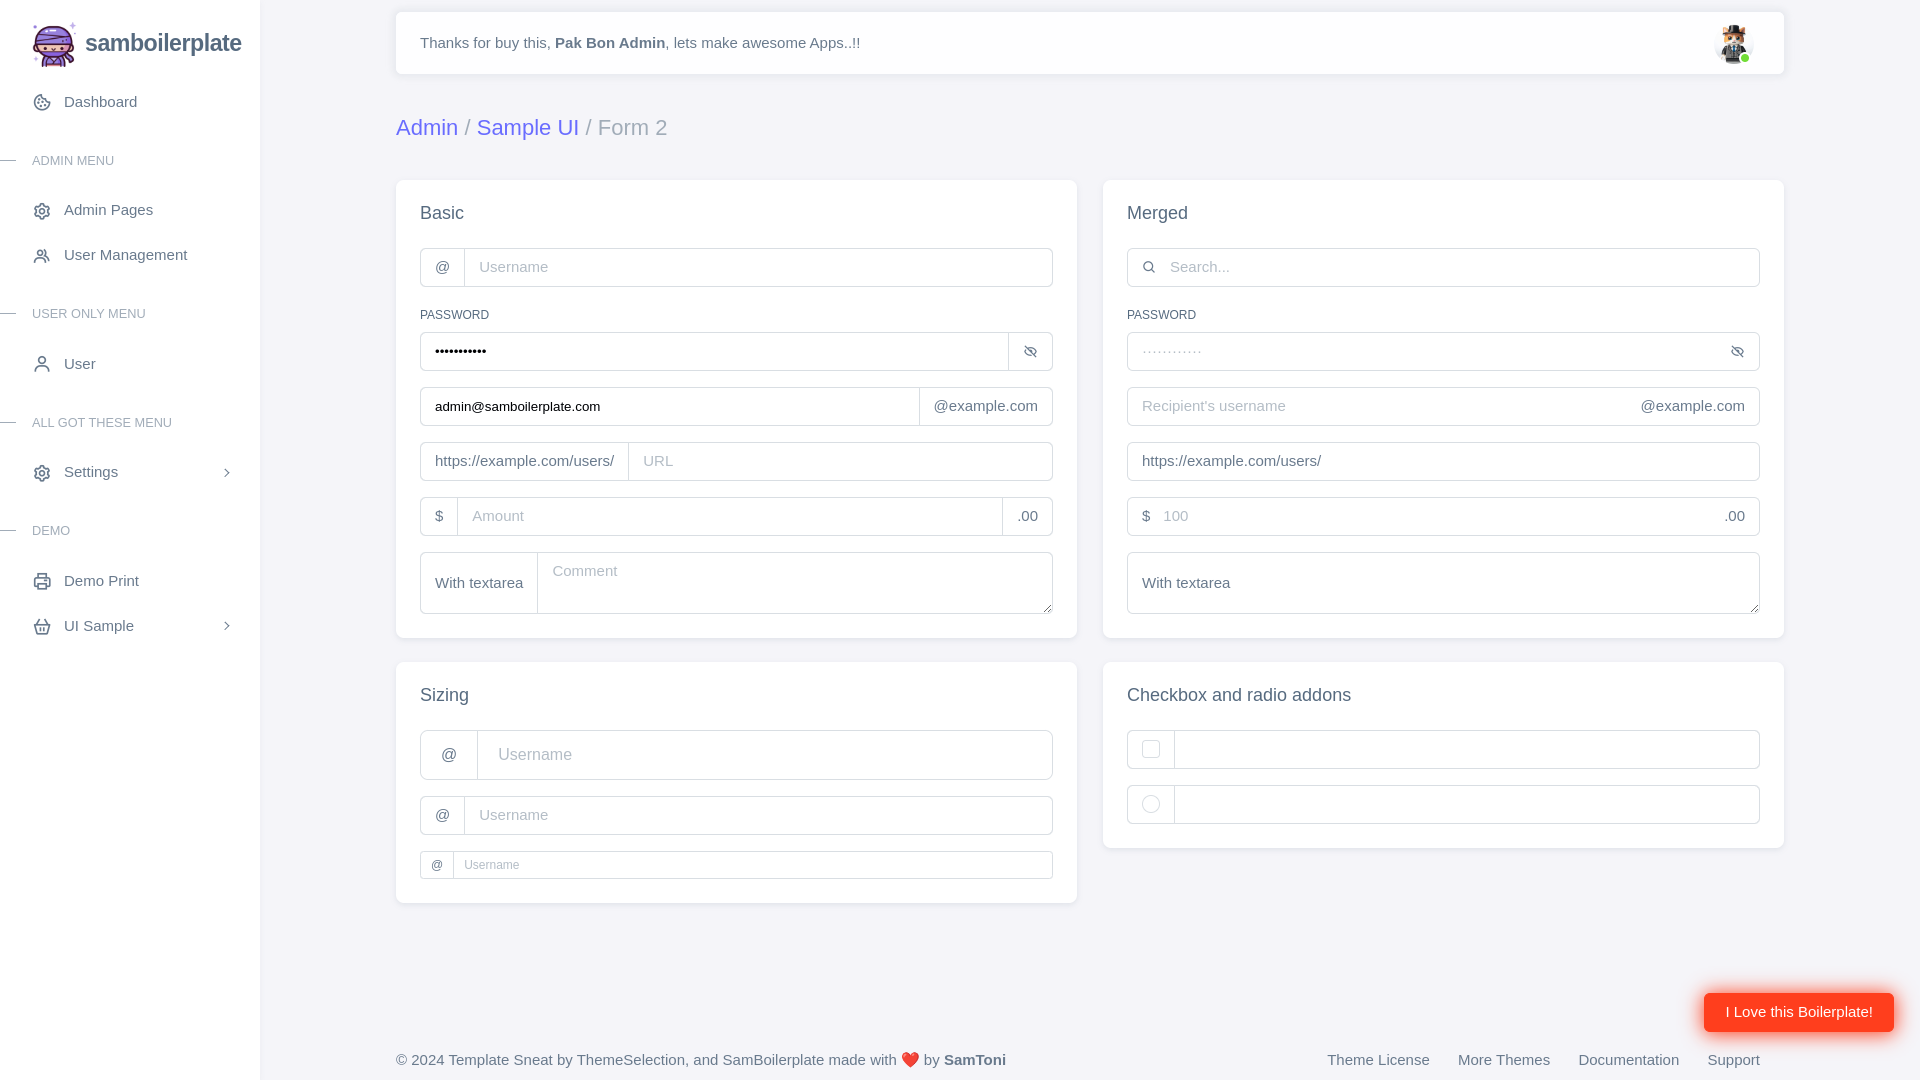 samboilerplate
Dashboard
ADMIN MENU
Admin Pages
User Management
USER ONLY MENU
User
ALL GOT THESE MENU
Settings
DEMO
Demo Print
UI Sample
Thanks for buy this, Pak Bon Admin, lets make awesome Apps..!!
Admin / Sample UI / Form 2
Basic
@ Username
PASSWORD
•••••••••••
admin@samboilerplate.com @example.com
https://example.com/users/ URL
$ Amount .00
With textarea Comment
Merged
Search...
PASSWORD
············
Recipient's username @example.com
https://example.com/users/
$ 100 .00
With textarea
Sizing
@ Username
@ Username
@ Username
Checkbox and radio addons
I Love this Boilerplate!
© 2024 Template Sneat by ThemeSelection, and SamBoilerplate made with ❤️ by SamToni
Theme License More Themes Documentation Support